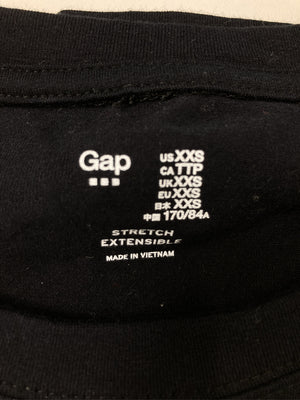 Gap
US XXS
CA TTP
UK XXS
EU XXS
日本 XXS
中国 170/84A
STRETCH
EXTENSIBLE
MADE IN VIETNAM